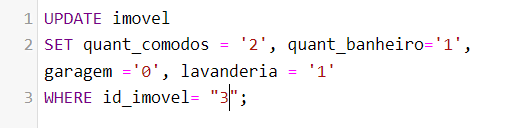 1 UPDATE imovel
2 SET quant_comodos = '2', quant_banheiro='1',
garagem ='0', lavanderia = '1'
3 WHERE id_imovel= "3";